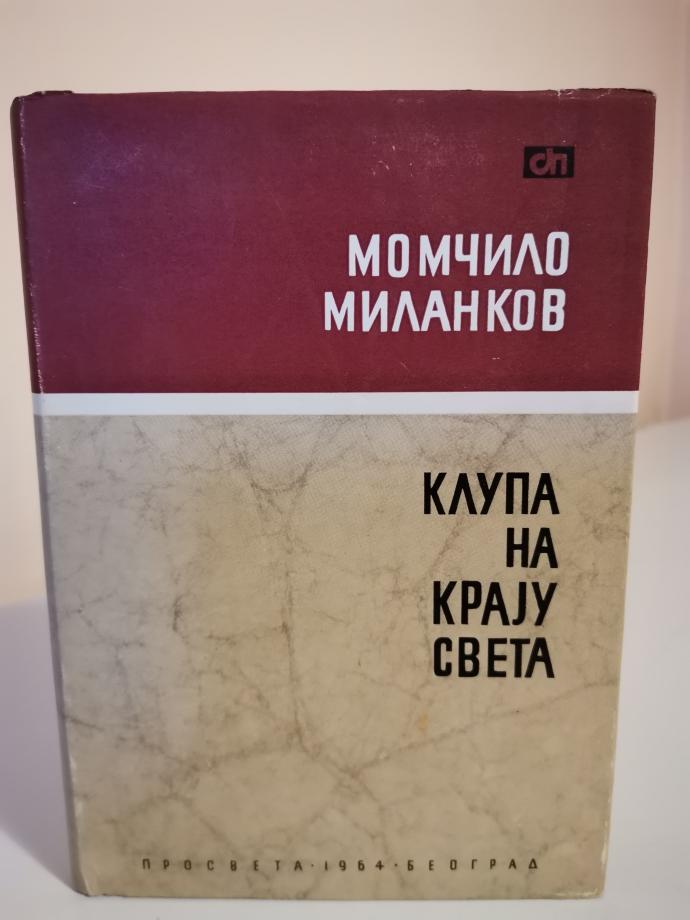 МОМЧИЛО
МИЛАНКОВ
КЛУПА
НА
КРАЈУ
СВЕТА
ПРОСВЕТА · 1964 · БЕОГРАД